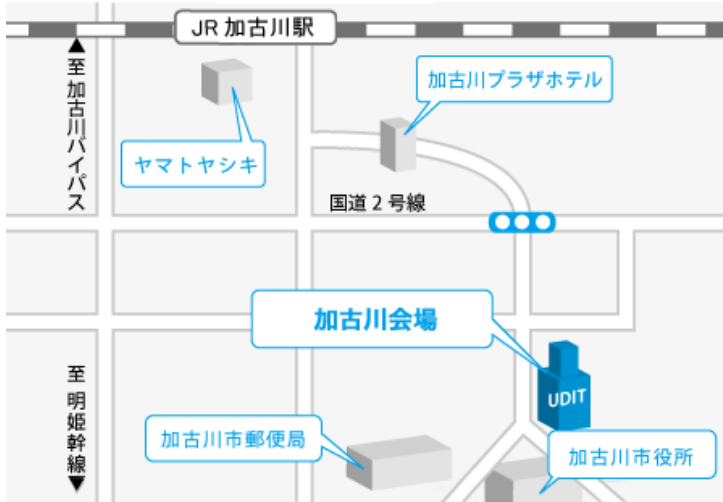 JR 加古川駅
至 加古川バイパス
加古川プラザホテル
ヤマトヤシキ
国道2号線
加古川会場
至 明姫幹線
UDIT
加古川市郵便局
加古川市役所